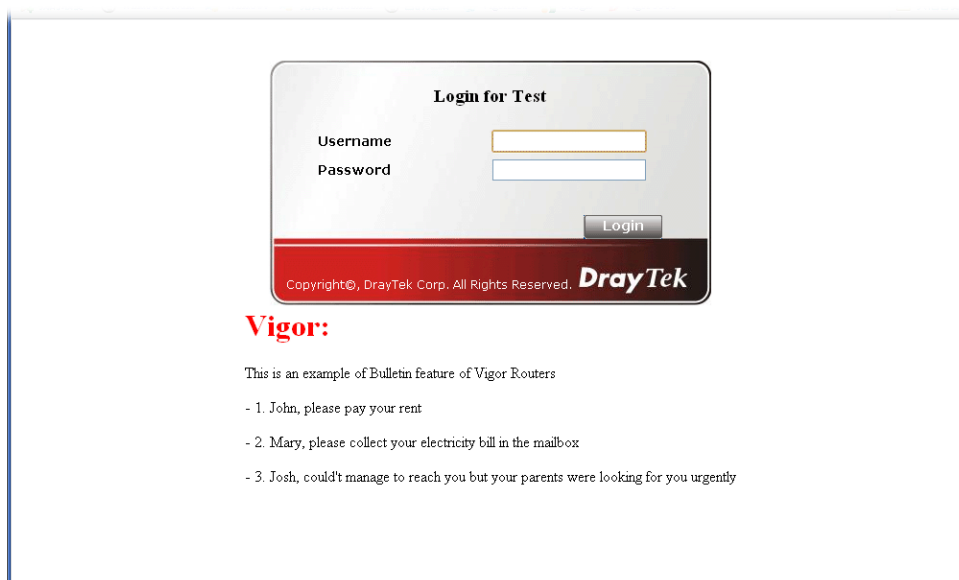 Login for Test
Username
Password
Login
Copyright©, DrayTek Corp. All Rights Reserved. DrayTek
Vigor:
This is an example of Bulletin feature of Vigor Routers
- 1. John, please pay your rent
- 2. Mary, please collect your electricity bill in the mailbox
- 3. Josh, could't manage to reach you but your parents were looking for you urgently